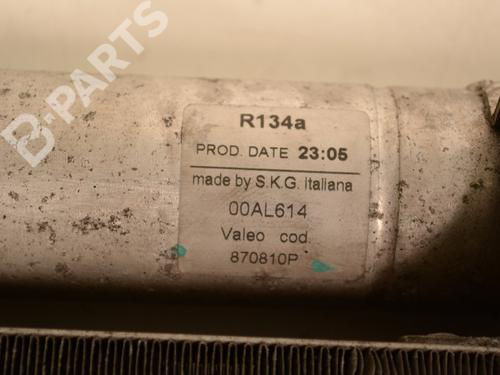 B-PARTS
R134a
PROD. DATE 23:05
made by S.K.G. Italiana
00AL614
Valeo cod.
870810P